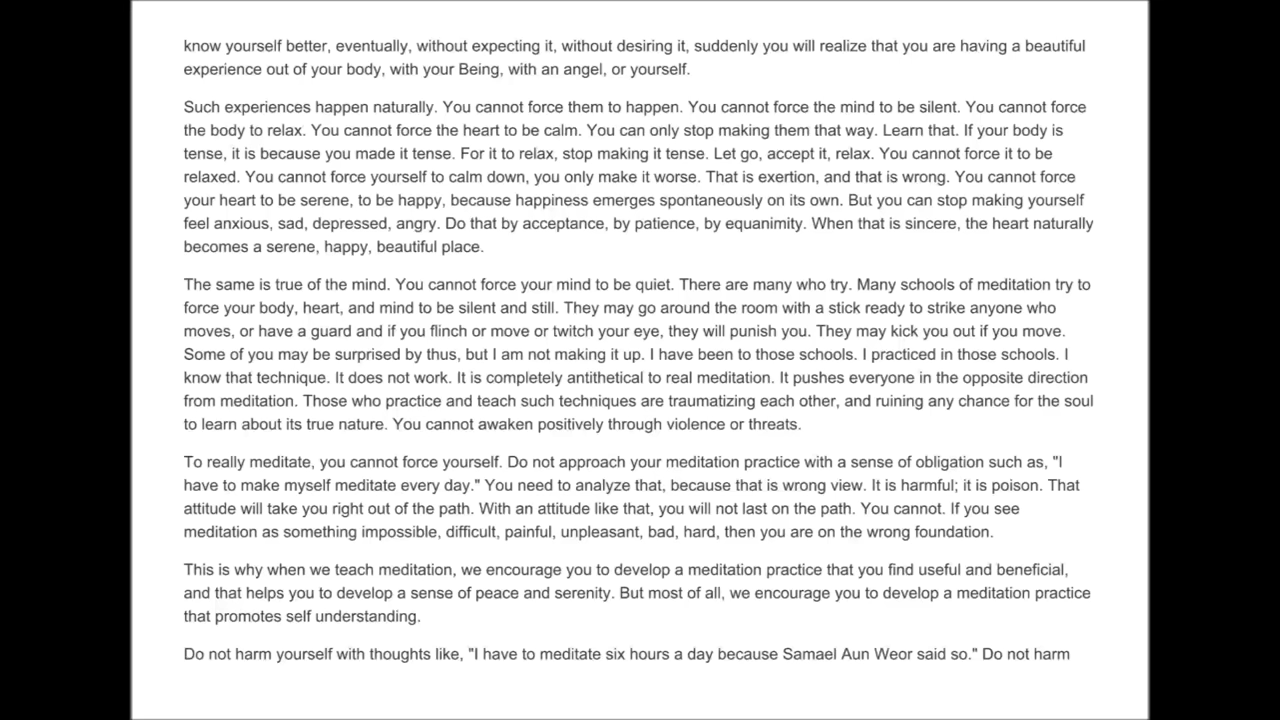 know yourself better, eventually, without expecting it, without desiring it, suddenly you will realize that you are having a beautiful
experience out of your body, with your Being, with an angel, or yourself.
Such experiences happen naturally. You cannot force them to happen. You cannot force the mind to be silent. You cannot force
the body to relax. You cannot force the heart to be calm. You can only stop making them that way. Learn that. If your body is
tense, it is because you made it tense. For it to relax, stop making it tense. Let go, accept it, relax. You cannot force it to be
relaxed. You cannot force yourself to calm down, you only make it worse. That is exertion, and that is wrong. You cannot force
your heart to be serene, to be happy, because happiness emerges spontaneously on its own. But you can stop making yourself
feel anxious, sad, depressed, angry. Do that by acceptance, by patience, by equanimity. When that is sincere, the heart naturally
becomes a serene, happy, beautiful place.
The same is true of the mind. You cannot force your mind to be quiet. There are many who try. Many schools of meditation try to
force your body, heart, and mind to be silent and still. They may go around the room with a stick ready to strike anyone who
moves, or have a guard and if you flinch or move or twitch your eye, they will punish you. They may kick you out if you move.
Some of you may be surprised by thus, but I am not making it up. I have been to those schools. I practiced in those schools. I
know that technique. It does not work. It is completely antithetical to real meditation. It pushes everyone in the opposite direction
from meditation. Those who practice and teach such techniques are traumatizing each other, and ruining any chance for the soul
to learn about its true nature. You cannot awaken positively through violence or threats.
To really meditate, you cannot force yourself. Do not approach your meditation practice with a sense of obligation such as, "I
have to make myself meditate every day." You need to analyze that, because that is wrong view. It is harmful; it is poison. That
attitude will take you right out of the path. With an attitude like that, you will not last on the path. You cannot. If you see
meditation as something impossible, difficult, painful, unpleasant, bad, hard, then you are on the wrong foundation.
This is why when we teach meditation, we encourage you to develop a meditation practice that you find useful and beneficial,
and that helps you to develop a sense of peace and serenity. But most of all, we encourage you to develop a meditation practice
that promotes self understanding.
Do not harm yourself with thoughts like, "I have to meditate six hours a day because Samael Aun Weor said so." Do not harm